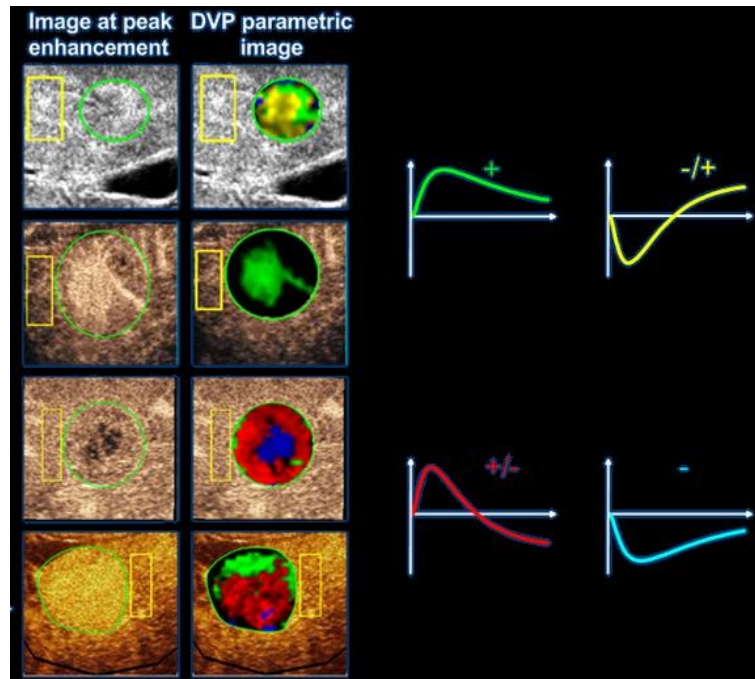 Image at peak
enhancement
DVP parametric
image
+
-/+
+/-
-